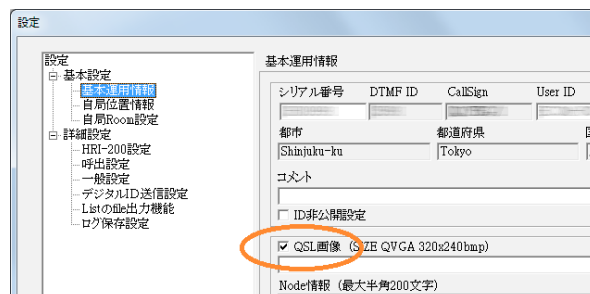 設定
設定
基本設定
基本運用情報
自局位置情報
自局Room設定
詳細設定
HRI-200設定
呼出設定
一般設定
デジタルID送信設定
Listのfile出力機能
ログ保存設定
基本運用情報
シリアル番号 DTMF ID CallSign User ID
都市 都道府県
Shinjuku-ku Tokyo
コメント
ID非公開設定
QSL画像 (SIZE QVGA 320x240bmp)
Node情報 (最大半角200文字)